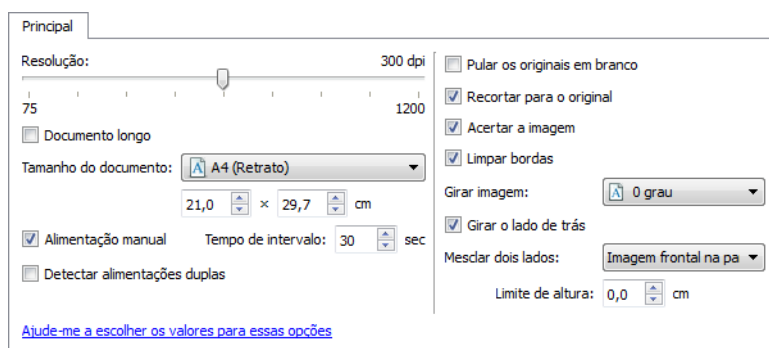 Principal
Resolução: 300 dpi
75 1200
Documento longo
Tamanho do documento: A4 (Retrato)
21,0 × 29,7 cm
Alimentação manual Tempo de intervalo: 30 sec
Detectar alimentações duplas
Ajude-me a escolher os valores para essas opções
Pular os originais em branco
Recortar para o original
Acertar a imagem
Limpar bordas
Girar imagem: 0 grau
Girar o lado de trás
Mesclar dois lados: Imagem frontal na pa
Limite de altura: 0,0 cm